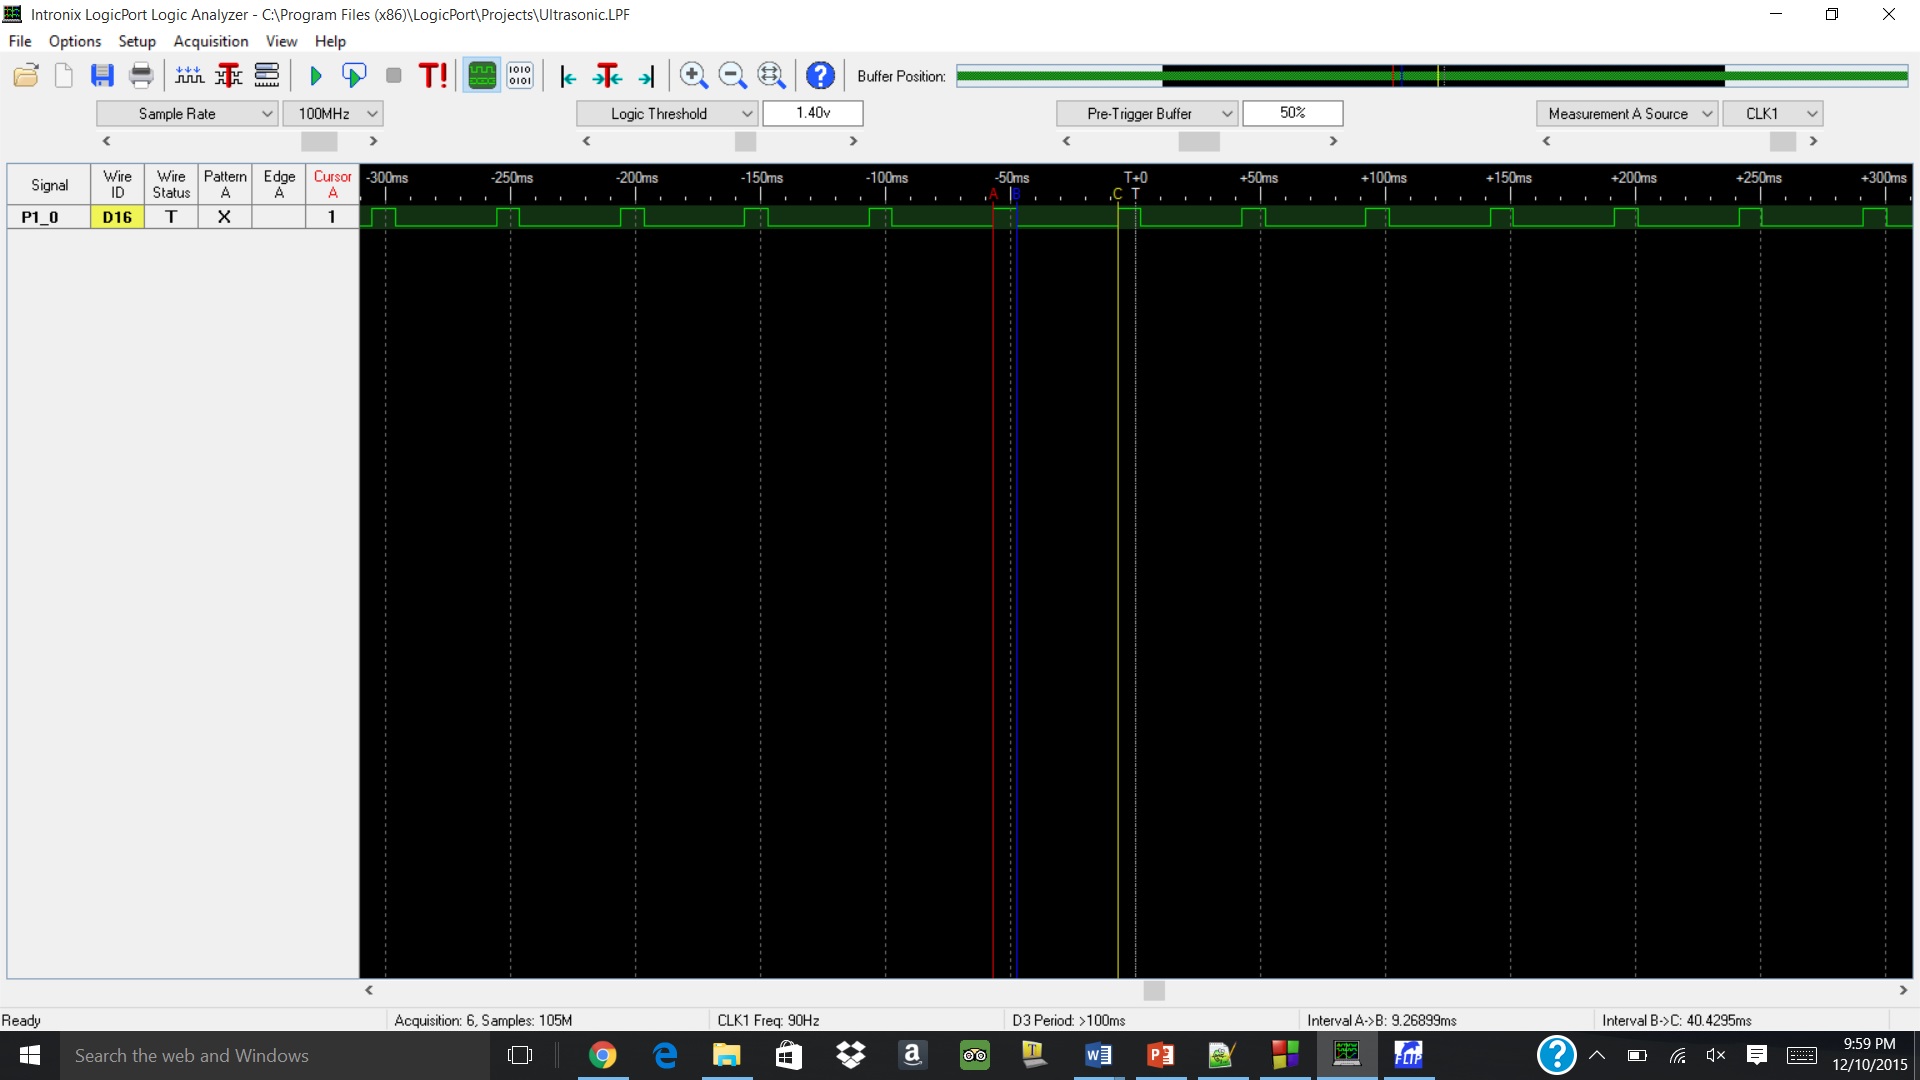 Intronix LogicPort Logic Analyzer - C:\Program Files (x86)\LogicPort\Projects\Ultrasonic.LPF
File Options Setup Acquisition View Help
T! 1010 0101 ? Buffer Position:
Sample Rate 100MHz Logic Threshold 1.40v Pre-Trigger Buffer 50% Measurement A Source CLK1
Signal Wire ID Wire Status Pattern A Edge A Cursor A
-300ms -250ms -200ms -150ms -100ms -50ms T+0 +50ms +100ms +150ms +200ms +250ms +300ms
A B C T
P1_0 D16 T X 1
Ready Acquisition: 6, Samples: 105M CLK1 Freq: 90Hz D3 Period: >100ms Interval A->B: 9.26899ms Interval B->C: 40.4295ms
Search the web and Windows
FLIP
9:59 PM
12/10/2015